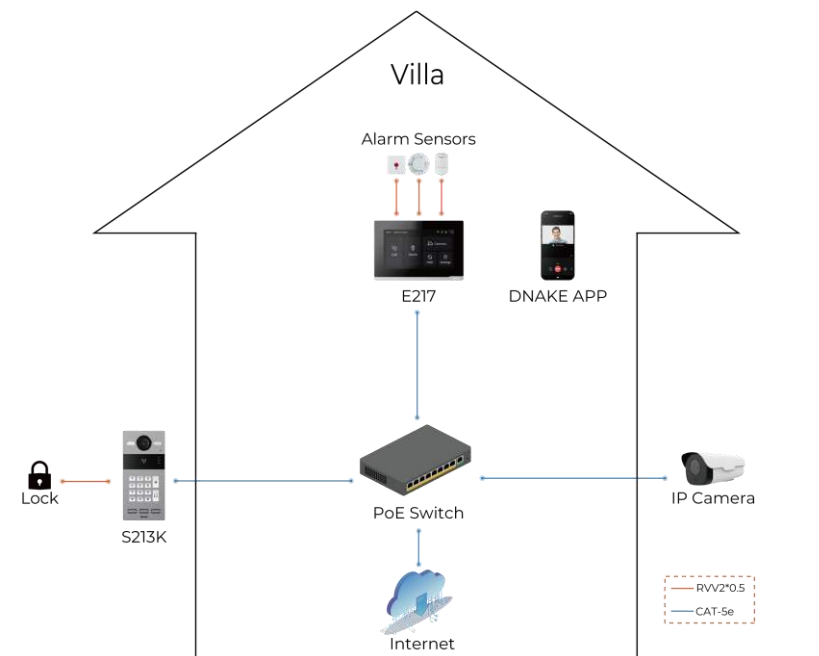 Villa
Alarm Sensors
E217
DNAKE APP
Lock
S213K
PoE Switch
IP Camera
RVV2*0.5
CAT-5e
Internet